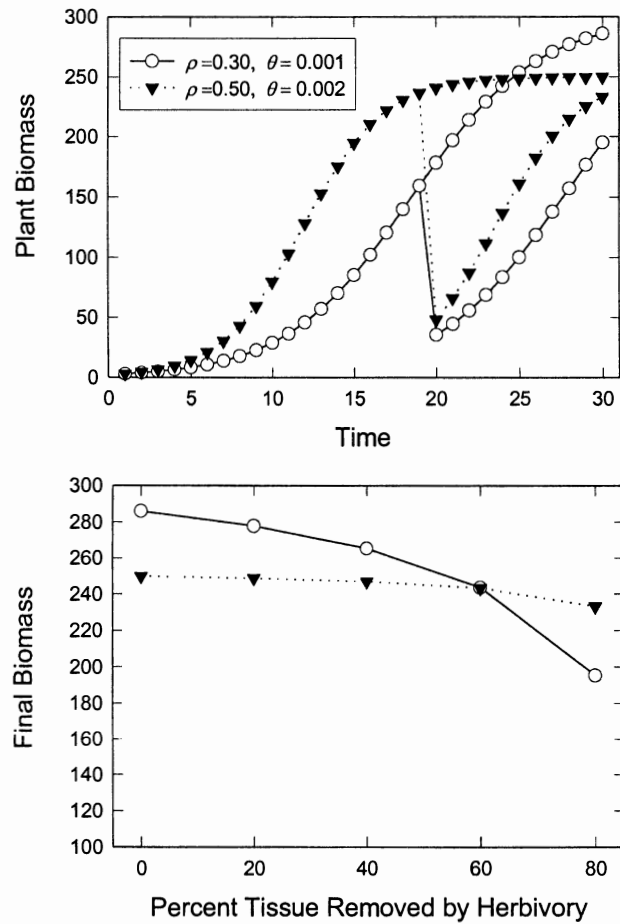 300
250
200
150
100
50
0
ρ=0.30, θ=0.001
ρ=0.50, θ=0.002
Plant Biomass
0 5 10 15 20 25 30
Time
300
280
260
240
220
200
180
160
140
120
100
Final Biomass
0 20 40 60 80
Percent Tissue Removed by Herbivory